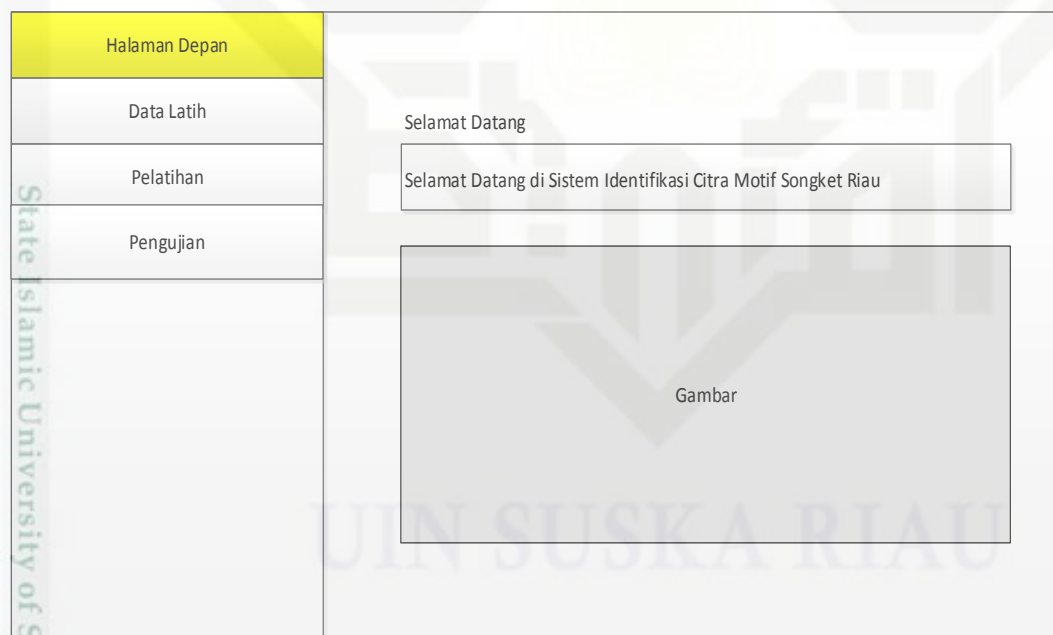 Halaman Depan
Data Latih
Pelatihan
Pengujian
Selamat Datang
Selamat Datang di Sistem Identifikasi Citra Motif Songket Riau
Gambar
UIN SUSKA RIAU
State Islamic University of